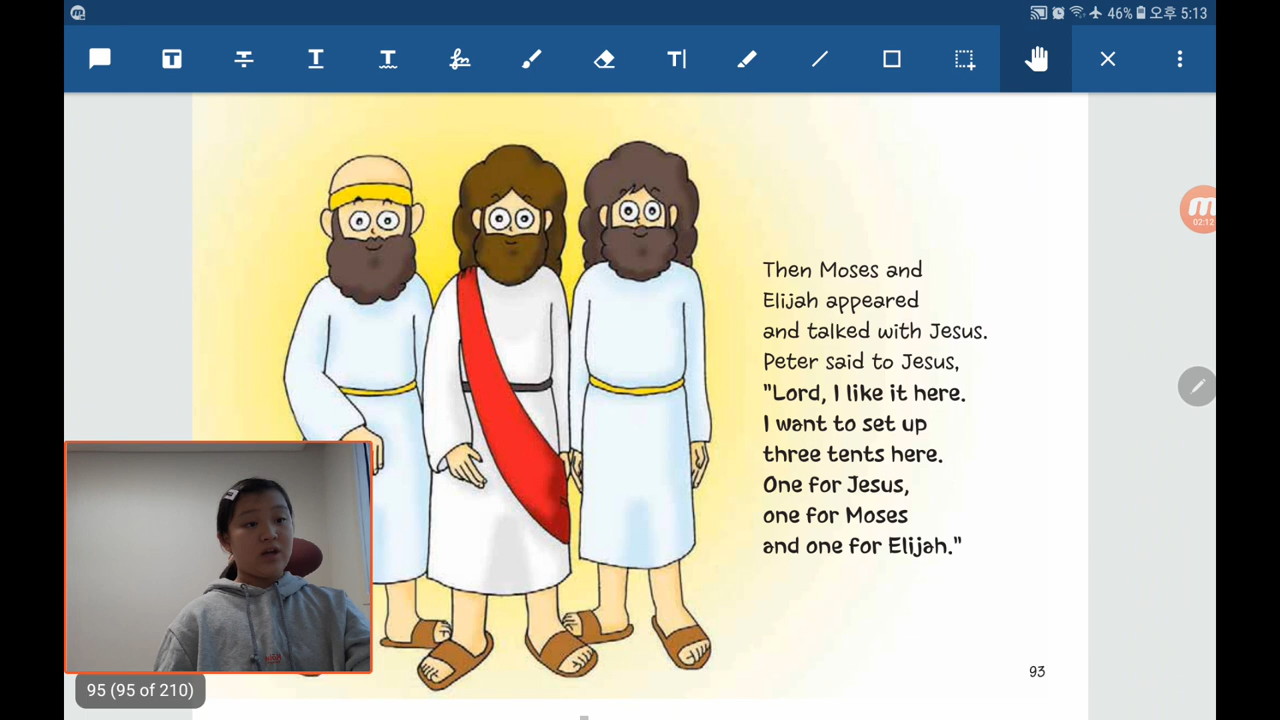 46% 오후 5:13
02:12
Then Moses and
Elijah appeared
and talked with Jesus.
Peter said to Jesus,
"Lord, I like it here.
I want to set up
three tents here.
One for Jesus,
one for Moses
and one for Elijah."
93
95 (95 of 210)